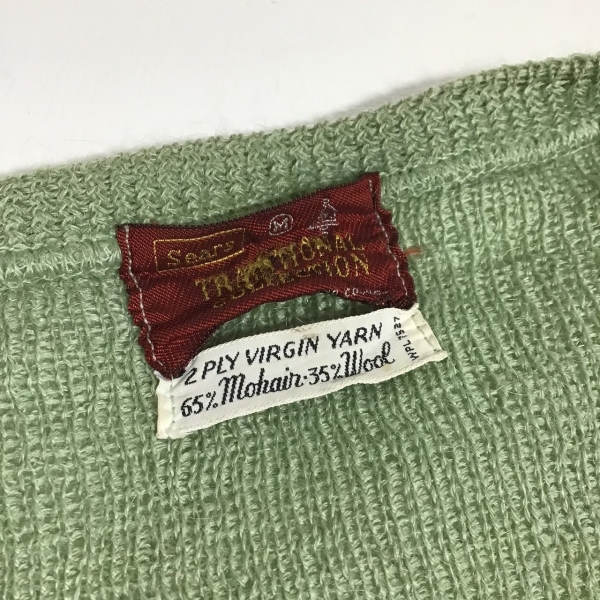 Sears
M
TRADITIONAL
COLLECTION
2 PLY VIRGIN YARN
65% Mohair·35% Wool
WPL 7527